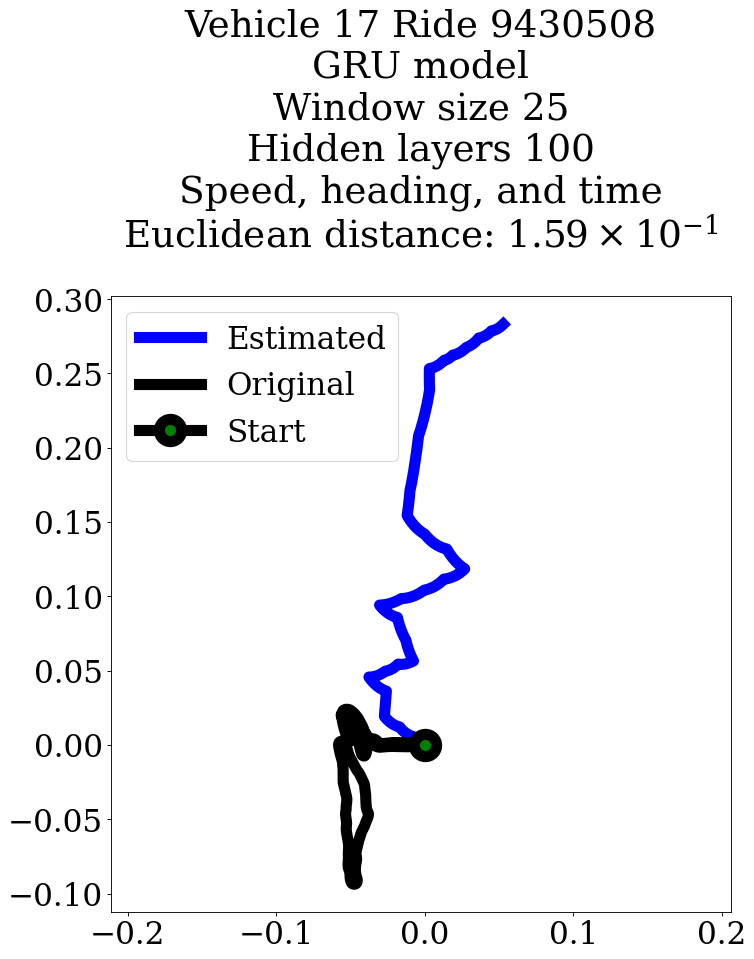 Vehicle 17 Ride 9430508
GRU model
Window size 25
Hidden layers 100
Speed, heading, and time
Euclidean distance: 1.59 × 10⁻¹
0.30
0.25
0.20
0.15
0.10
0.05
0.00
−0.05
−0.10
Estimated
Original
Start
−0.2
−0.1
0.0
0.1
0.2